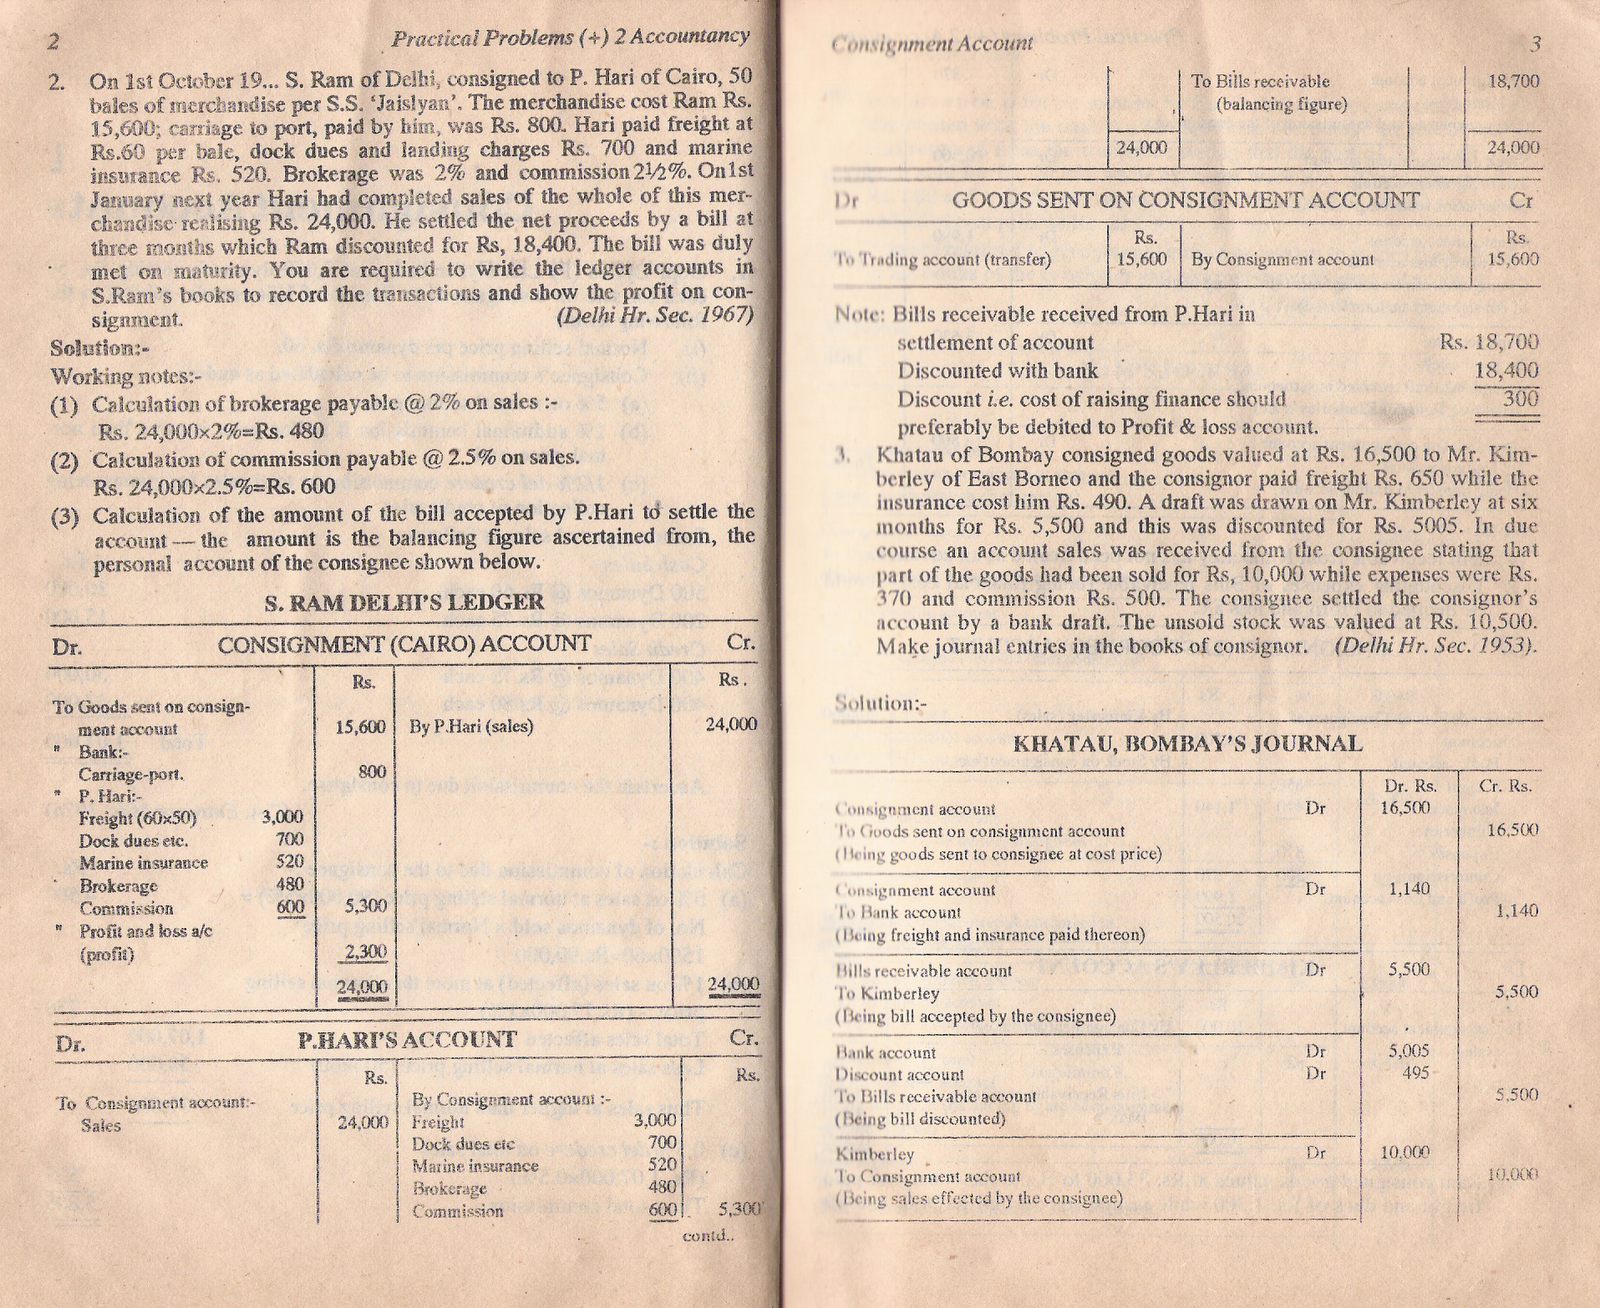 2
Practical Problems (+) 2 Accountancy
2. On 1st October 19... S. Ram of Delhi, consigned to P. Hari of Cairo, 50
bales of merchandise per S.S. 'Jaislyan'. The merchandise cost Ram Rs.
15,600; carriage to port, paid by him, was Rs. 800. Hari paid freight at
Rs.60 per bale, dock dues and landing charges Rs. 700 and marine
insurance Rs. 520. Brokerage was 2% and commission 2½%. On1st
January next year Hari had completed sales of the whole of this mer-
chandise realising Rs. 24,000. He settled the net proceeds by a bill at
three months which Ram discounted for Rs, 18,400. The bill was duly
met on maturity. You are required to write the ledger accounts in
S.Ram's books to record the transactions and show the profit on con-
signment. (Delhi Hr. Sec. 1967)
Solution:-
Working notes:-
(1) Calculation of brokerage payable @ 2% on sales :-
Rs. 24,000×2%=Rs. 480
(2) Calculation of commission payable @ 2.5% on sales.
Rs. 24,000×2.5%=Rs. 600
(3) Calculation of the amount of the bill accepted by P.Hari to settle the
account — the amount is the balancing figure ascertained from, the
personal account of the consignee shown below.
S. RAM DELHI'S LEDGER
Dr. CONSIGNMENT (CAIRO) ACCOUNT Cr.
Rs. Rs.
To Goods sent on consign-
ment account 15,600 By P.Hari (sales) 24,000
" Bank:-
Carriage-port. 800
" P. Hari:-
Freight (60x50) 3,000
Dock dues etc. 700
Marine insurance 520
Brokerage 480
Commission 600 5,300
" Profit and loss a/c
(profit) 2,300
24,000 24,000
Dr. P.HARI'S ACCOUNT Cr.
Rs. Rs.
To Consignment account:- By Consignment account :-
Sales 24,000 Freight 3,000
Dock dues etc 700
Marine insurance 520
Brokerage 480
Commission 600 5,300
contd..
Consignment Account 3
To Bills receivable 18,700
(balancing figure)
24,000 24,000
Dr GOODS SENT ON CONSIGNMENT ACCOUNT Cr
Rs. Rs.
To Trading account (transfer) 15,600 By Consignment account 15,600
Note: Bills receivable received from P.Hari in
settlement of account Rs. 18,700
Discounted with bank 18,400
Discount i.e. cost of raising finance should 300
preferably be debited to Profit & loss account.
3. Khatau of Bombay consigned goods valued at Rs. 16,500 to Mr. Kim-
berley of East Borneo and the consignor paid freight Rs. 650 while the
insurance cost him Rs. 490. A draft was drawn on Mr. Kimberley at six
months for Rs. 5,500 and this was discounted for Rs. 5005. In due
course an account sales was received from the consignee stating that
part of the goods had been sold for Rs, 10,000 while expenses were Rs.
370 and commission Rs. 500. The consignee settled the consignor's
account by a bank draft. The unsold stock was valued at Rs. 10,500.
Make journal entries in the books of consignor. (Delhi Hr. Sec. 1953).
Solution:-
KHATAU, BOMBAY'S JOURNAL
Dr. Rs. Cr. Rs.
Consignment account Dr 16,500
To Goods sent on consignment account 16,500
(Being goods sent to consignee at cost price)
Consignment account Dr 1,140
To Bank account 1,140
(Being freight and insurance paid thereon)
Bills receivable account Dr 5,500
To Kimberley 5,500
(Being bill accepted by the consignee)
Bank account Dr 5,005
Discount account Dr 495
To Bills receivable account 5,500
(Being bill discounted)
Kimberley Dr 10,000
To Consignment account 10.000
(Being sales effected by the consignee)